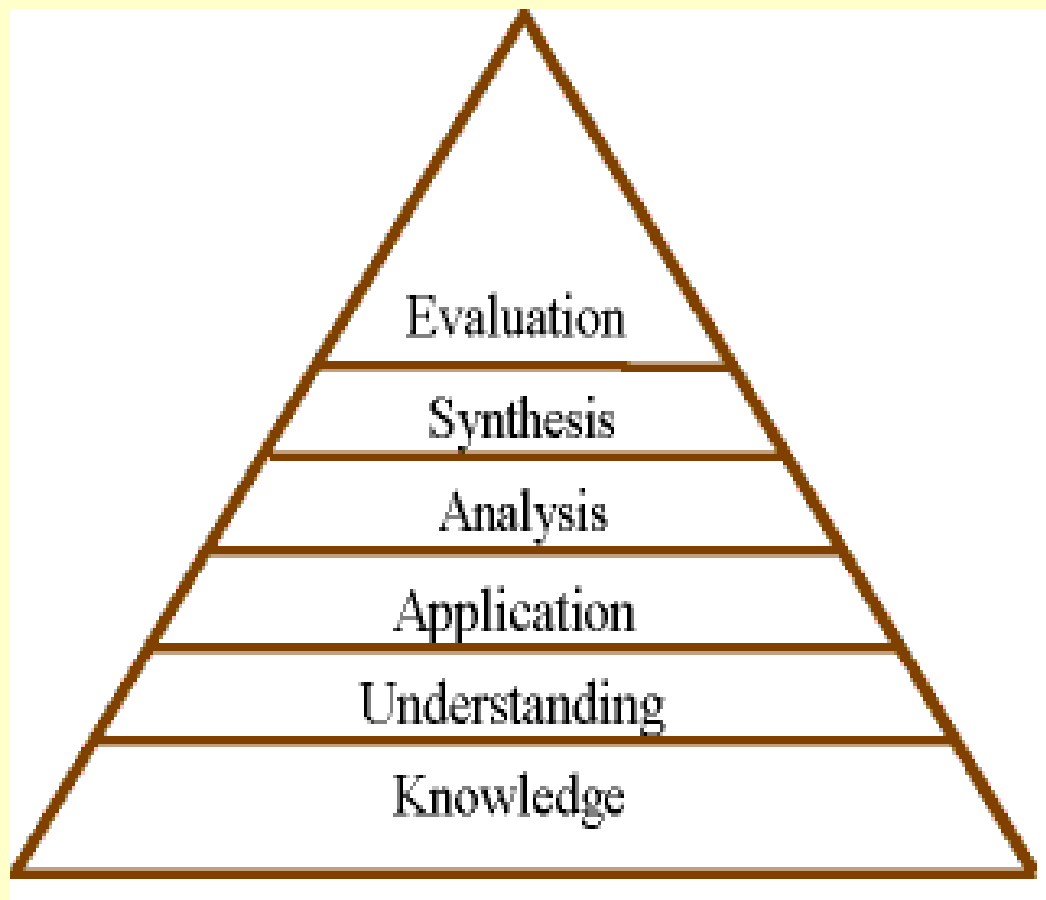 Evaluation
Synthesis
Analysis
Application
Understanding
Knowledge